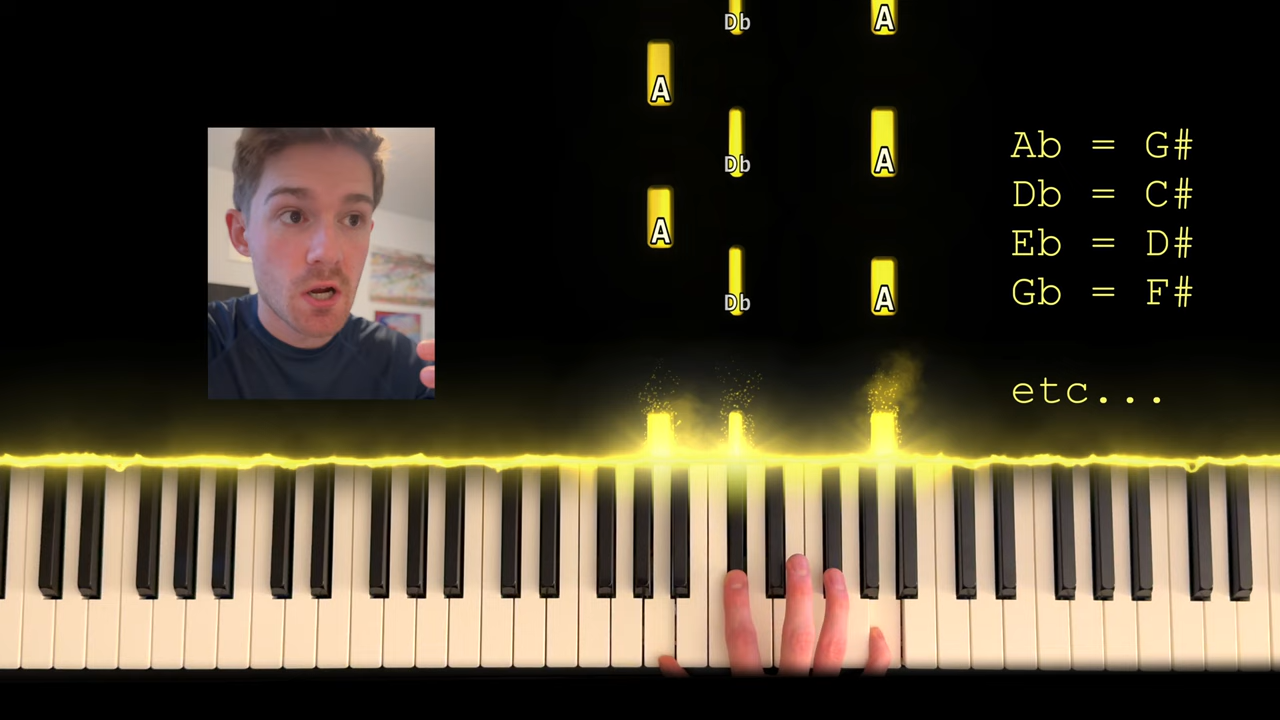 Db A
A
Db A
A
Db A
Ab = G#
Db = C#
Eb = D#
Gb = F#
etc...